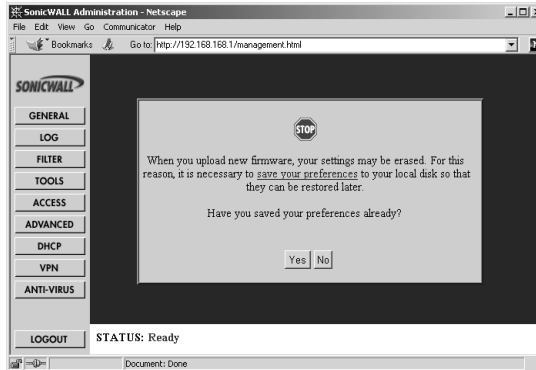 SonicWALL Administration - Netscape
File Edit View Go Communicator Help
Bookmarks Go to: http://192.168.168.1/management.html
SONICWALL
GENERAL
LOG
FILTER
TOOLS
ACCESS
ADVANCED
DHCP
VPN
ANTI-VIRUS
LOGOUT
STOP
When you upload new firmware, your settings may be erased. For this
reason, it is necessary to save your preferences to your local disk so that
they can be restored later.
Have you saved your preferences already?
Yes No
STATUS: Ready
Document: Done